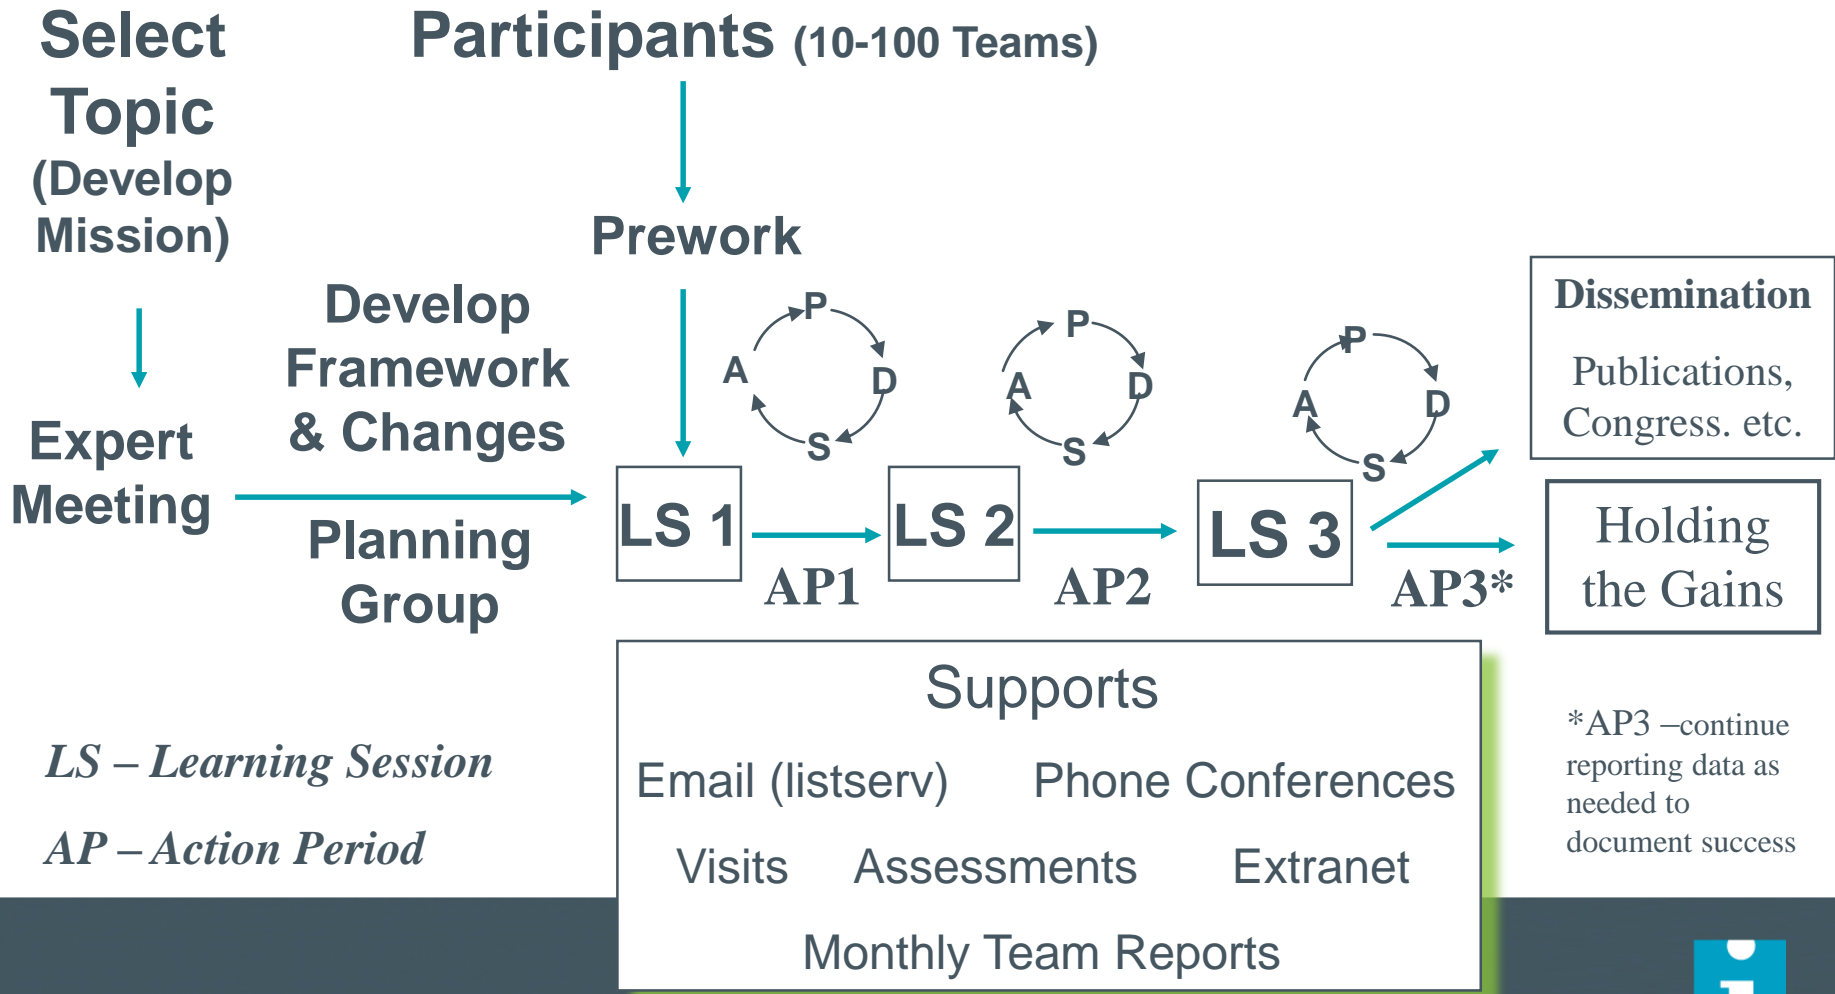 Select
Topic
(Develop
Mission)
Participants (10-100 Teams)
Prework
Develop
Framework
& Changes
Expert
Meeting
Planning
Group
P
A
D
S
P
A
D
S
P
A
D
S
LS 1
LS 2
LS 3
AP1
AP2
AP3*
Dissemination
Publications,
Congress. etc.
Holding
the Gains
Supports
Email (listserv) Phone Conferences
Visits Assessments Extranet
Monthly Team Reports
LS – Learning Session
AP – Action Period
*AP3 –continue
reporting data as
needed to
document success